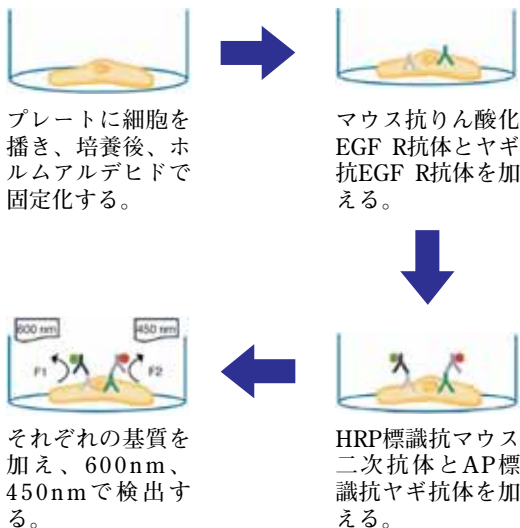 プレートに細胞を
播き、培養後、ホ
ルムアルデヒドで
固定化する。
マウス抗りん酸化
EGF R抗体とヤギ
抗EGF R抗体を加
える。
HRP標識抗マウス
二次抗体とAP標
識抗ヤギ抗体を加
える。
600 nm
450 nm
F1
F2
それぞれの基質を
加え、600nm、
450nmで検出す
る。